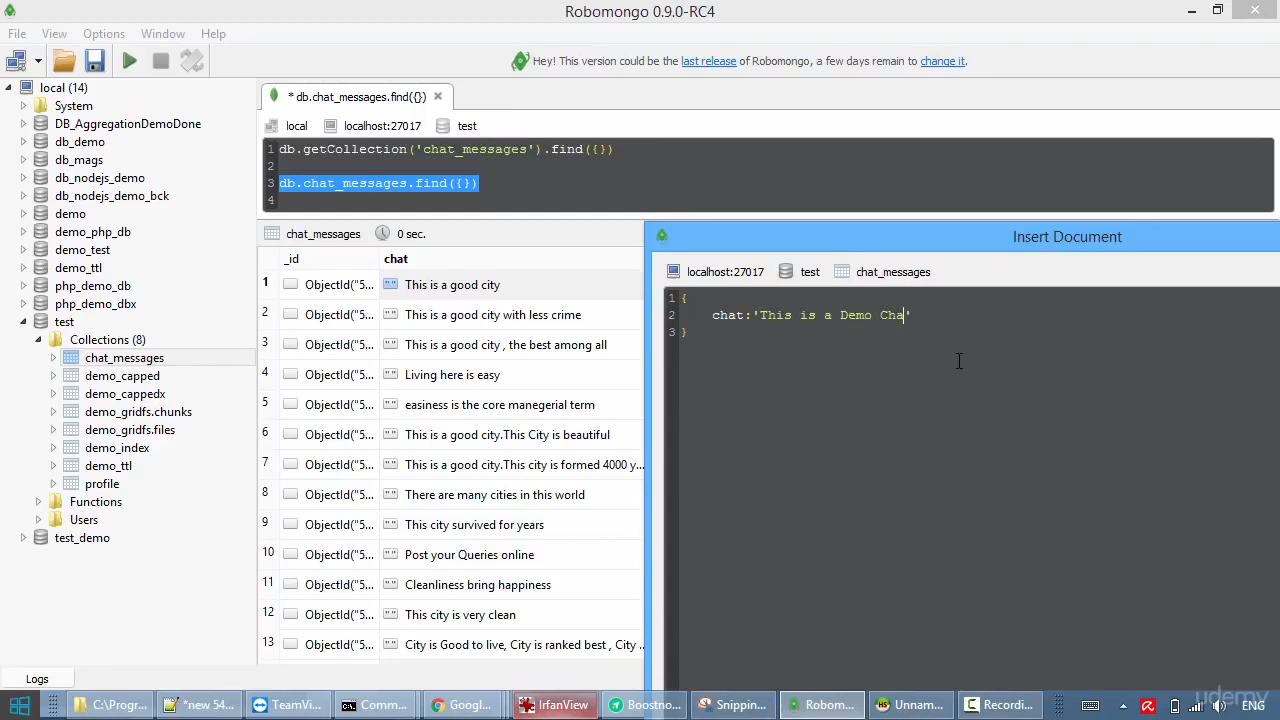 Robomongo 0.9.0-RC4
File View Options Window Help
Hey! This version could be the last release of Robomongo, a few days remain to change it.
local (14)
System
DB_AggregationDemoDone
db_demo
db_mags
db_nodejs_demo
db_nodejs_demo_bck
demo
demo_php_db
demo_test
demo_ttl
php_demo_db
php_demo_dbx
test
Collections (8)
chat_messages
demo_capped
demo_cappedx
demo_gridfs.chunks
demo_gridfs.files
demo_index
demo_ttl
profile
Functions
Users
test_demo
Logs
* db.chat_messages.find({})
local localhost:27017 test
1 db.getCollection('chat_messages').find({})
2
3 db.chat_messages.find({})
4
chat_messages 0 sec.
_id chat
1 ObjectId("5... This is a good city
2 ObjectId("5... This is a good city with less crime
3 ObjectId("5... This is a good city , the best among all
4 ObjectId("5... Living here is easy
5 ObjectId("5... easiness is the core manegerial term
6 ObjectId("5... This is a good city.This City is beautiful
7 ObjectId("5... This is a good city.This city is formed 4000 y...
8 ObjectId("5... There are many cities in this world
9 ObjectId("5... This city survived for years
10 ObjectId("5... Post your Queries online
11 ObjectId("5... Cleanliness bring happiness
12 ObjectId("5... This city is very clean
13 ObjectId("5... City is Good to live, City is ranked best , City ...
Insert Document
localhost:27017 test chat_messages
1 {
2 chat:'This is a Demo Cha'
3 }
C:\Progr... *new 54... TeamVi... Comm... Googl... IrfanView Boostno... Snippin... Robom... Unnam... Recordi... ENG
udemy